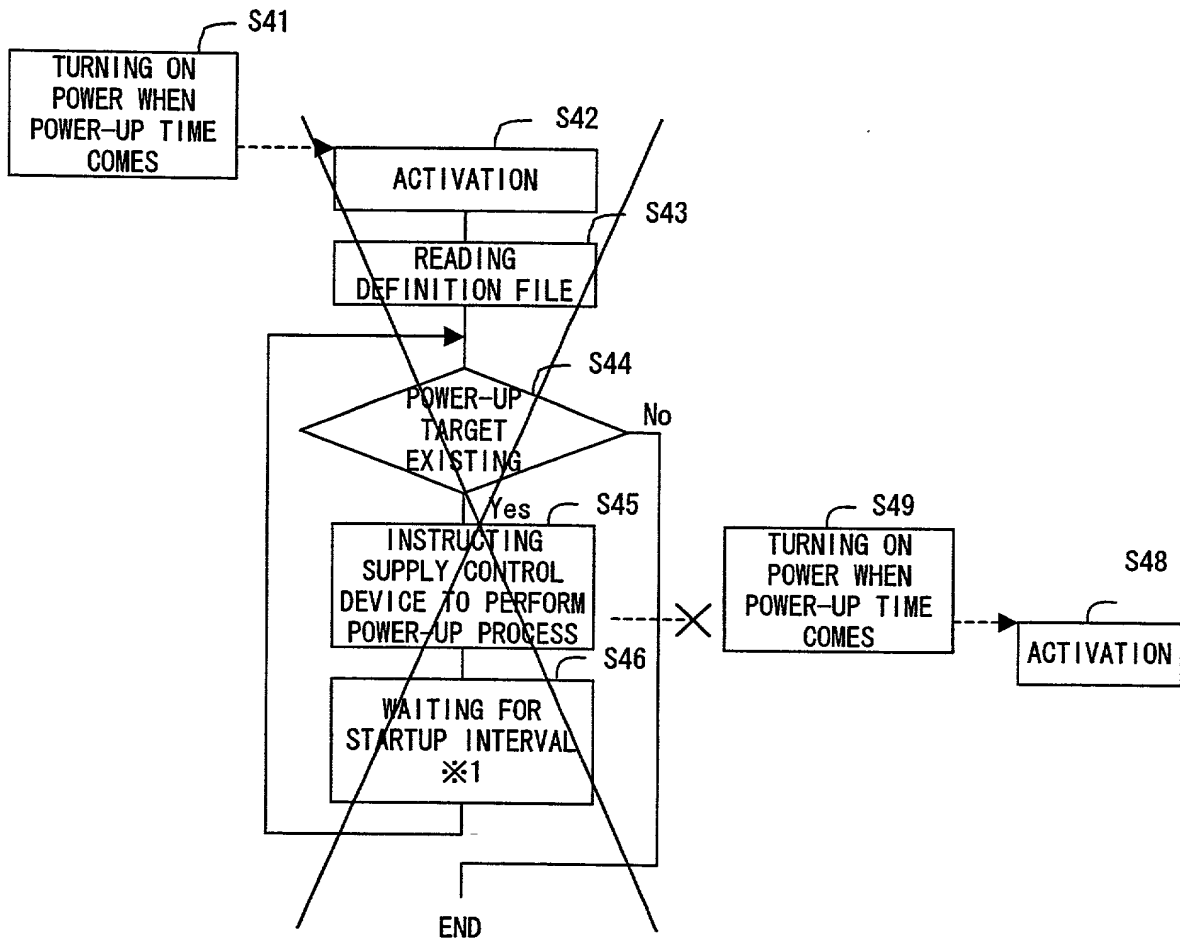 S41
TURNING ON
POWER WHEN
POWER-UP TIME
COMES
S42
ACTIVATION
S43
READING
DEFINITION FILE
S44
POWER-UP
TARGET
EXISTING
No
Yes
S45
INSTRUCTING
SUPPLY CONTROL
DEVICE TO PERFORM
POWER-UP PROCESS
S46
WAITING FOR
STARTUP INTERVAL
※1
END
S49
TURNING ON
POWER WHEN
POWER-UP TIME
COMES
S48
ACTIVATION